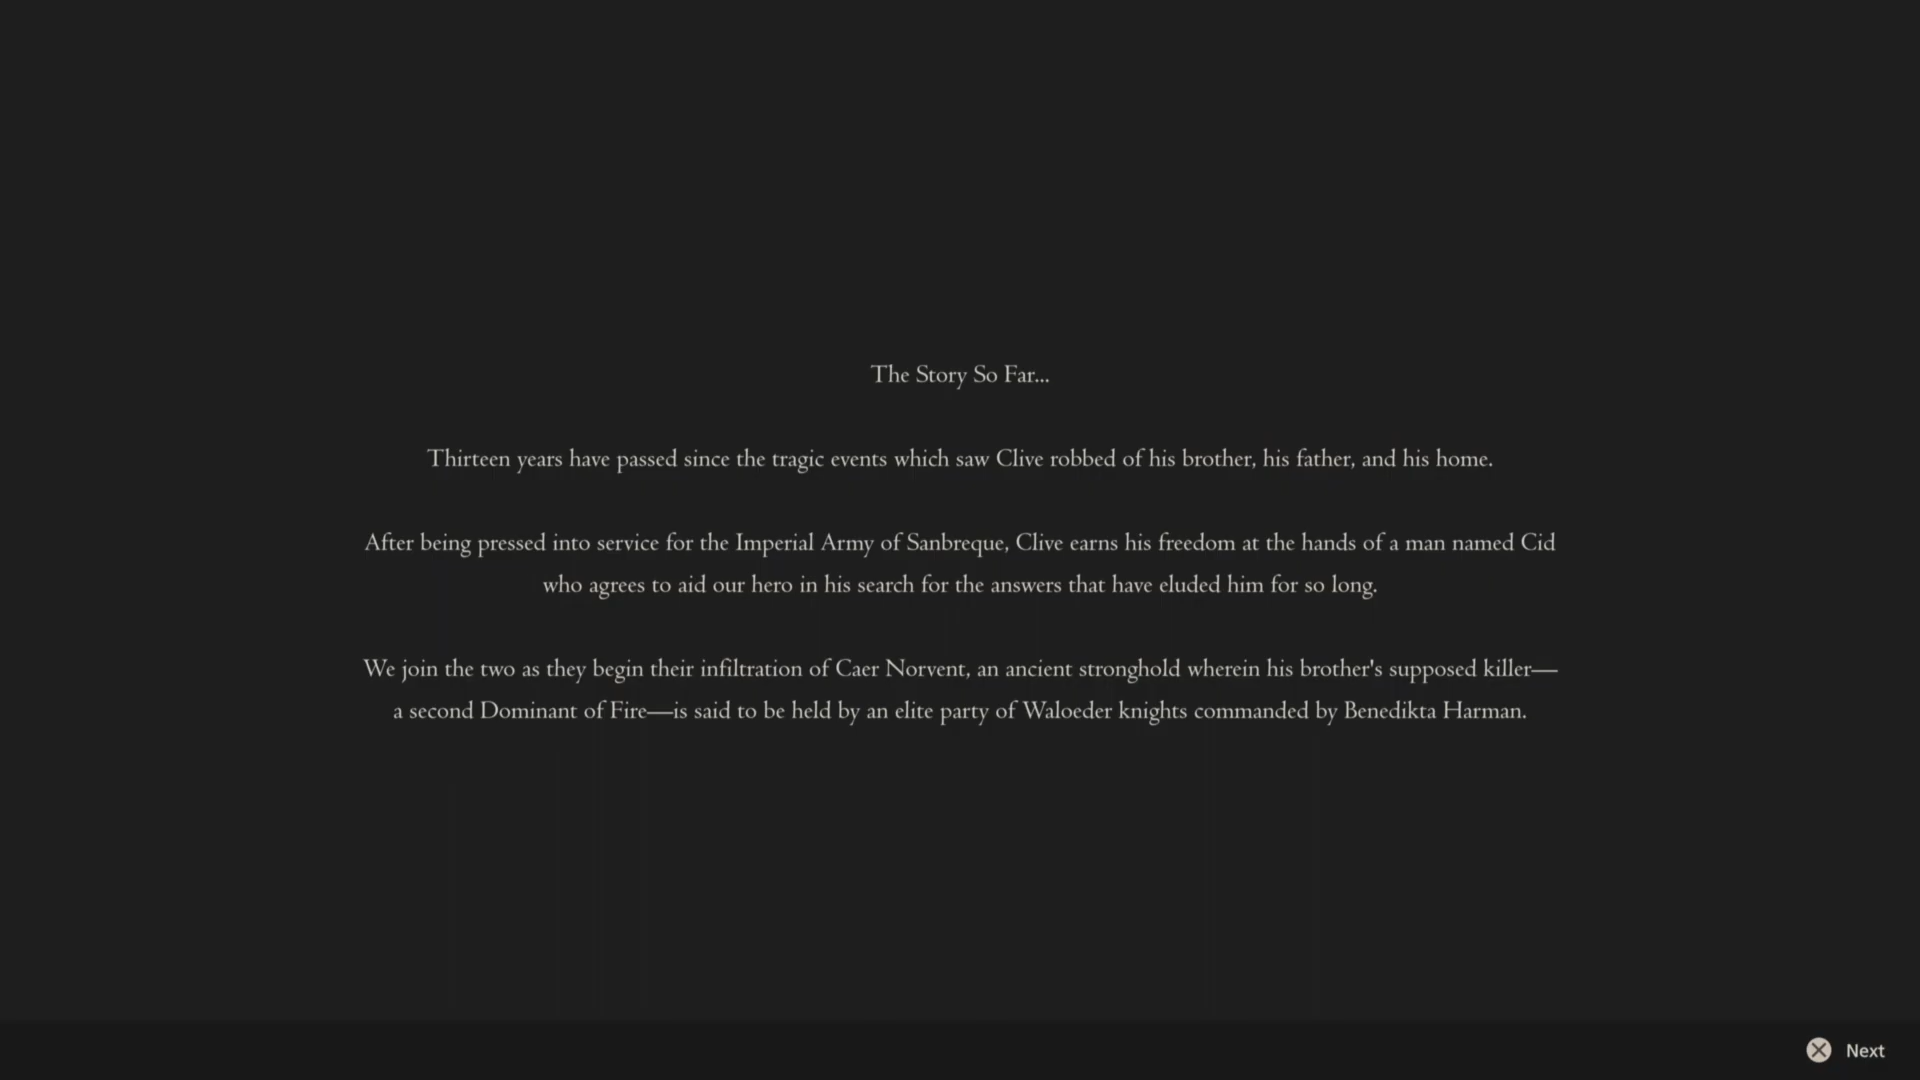 The Story So Far...
Thirteen years have passed since the tragic events which saw Clive robbed of his brother, his father, and his home.
After being pressed into service for the Imperial Army of Sanbreque, Clive earns his freedom at the hands of a man named Cid
who agrees to aid our hero in his search for the answers that have eluded him for so long.
We join the two as they begin their infiltration of Caer Norvent, an ancient stronghold wherein his brother's supposed killer—
a second Dominant of Fire—is said to be held by an elite party of Waloeder knights commanded by Benedikta Harman.
Next